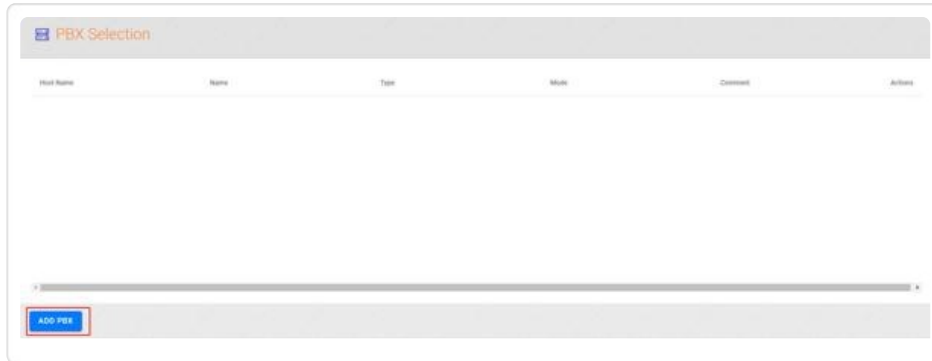 PBX Selection
Host Name Name Type Mode Comment Actions
ADD PBX